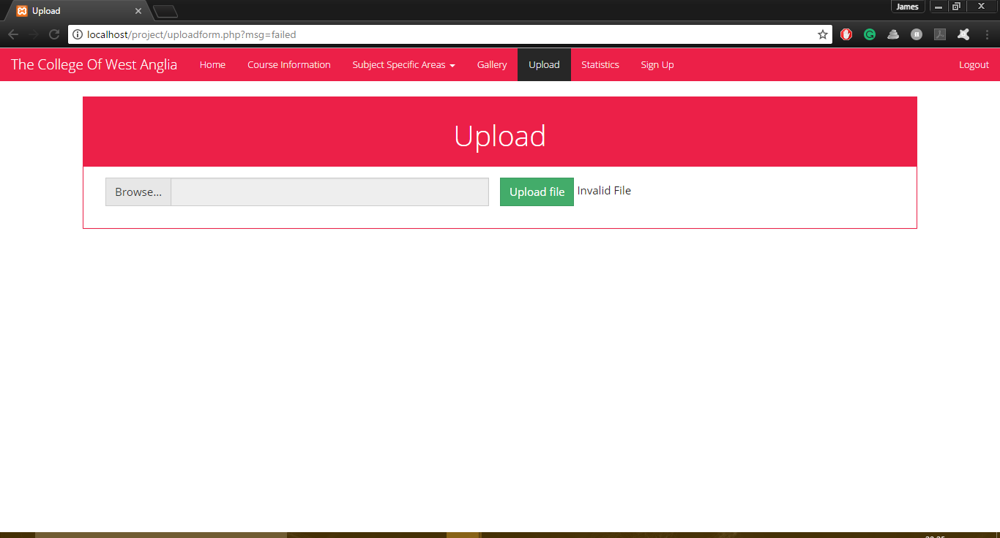 Upload
James
localhost/project/uploadform.php?msg=failed
The College Of West Anglia Home Course Information Subject Specific Areas Gallery Upload Statistics Sign Up Logout
Upload
Browse... Upload file Invalid File